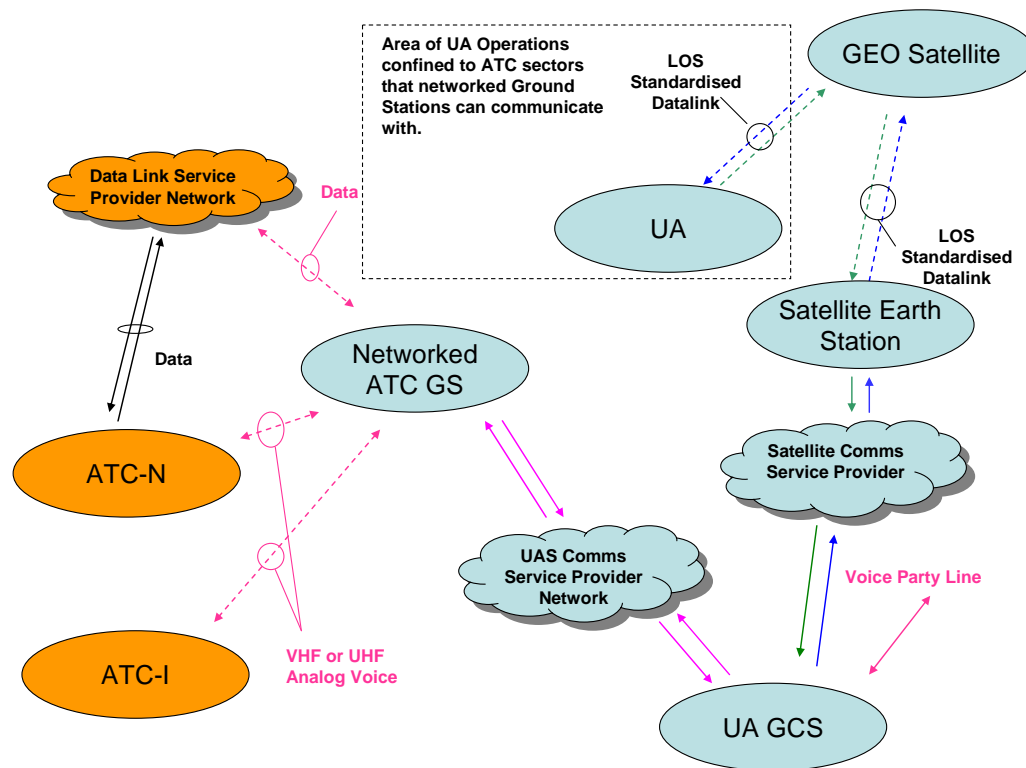 Area of UA Operations
confined to ATC sectors
that networked Ground
Stations can communicate
with.
LOS
Standardised
Datalink
GEO Satellite
Data Link Service
Provider Network
Data
UA
LOS
Standardised
Datalink
Satellite Earth
Station
Data
Networked
ATC GS
ATC-N
Satellite Comms
Service Provider
UAS Comms
Service Provider
Network
Voice Party Line
ATC-I
VHF or UHF
Analog Voice
UA GCS